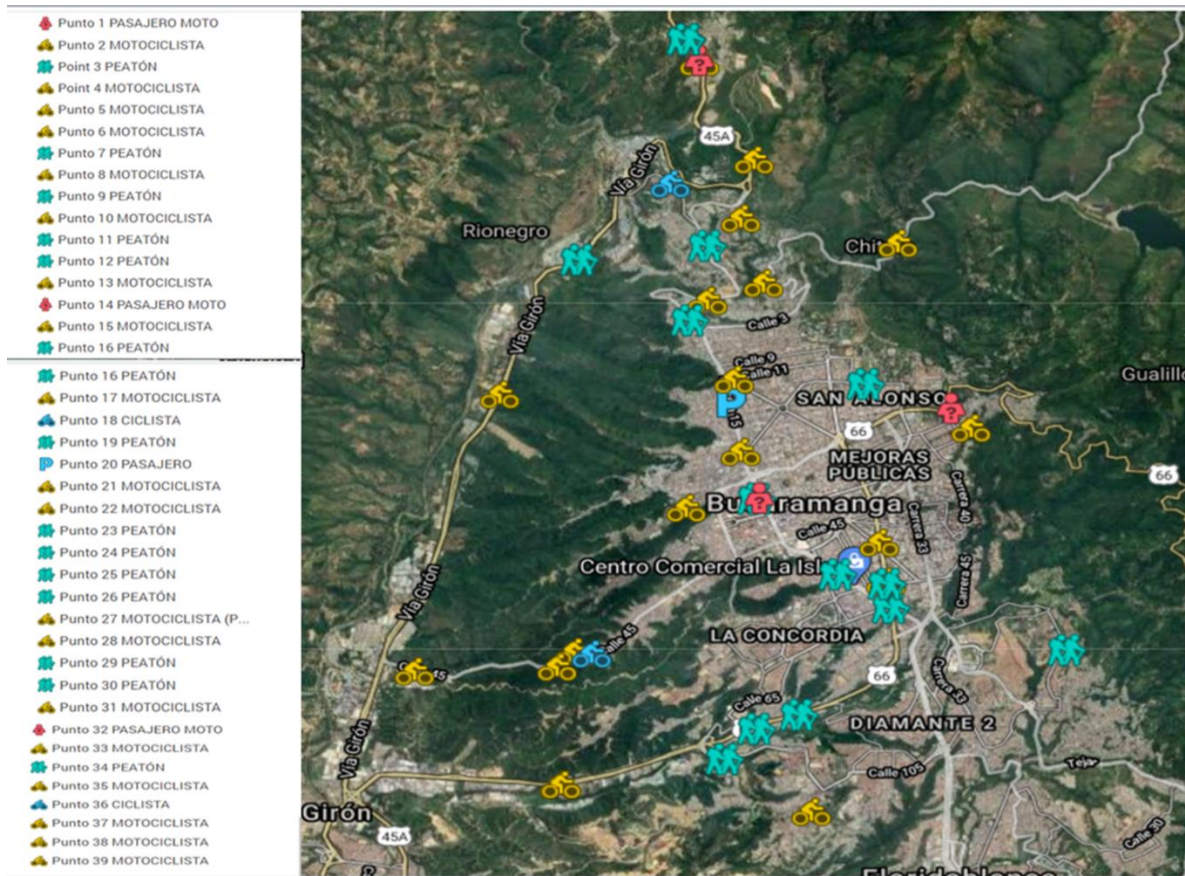 Punto 1 PASAJERO MOTO
Punto 2 MOTOCICLISTA
Point 3 PEATÓN
Point 4 MOTOCICLISTA
Punto 5 MOTOCICLISTA
Punto 6 MOTOCICLISTA
Punto 7 PEATÓN
Punto 8 MOTOCICLISTA
Punto 9 PEATÓN
Punto 10 MOTOCICLISTA
Punto 11 PEATÓN
Punto 12 PEATÓN
Punto 13 MOTOCICLISTA
Punto 14 PASAJERO MOTO
Punto 15 MOTOCICLISTA
Punto 16 PEATÓN
Punto 16 PEATÓN
Punto 17 MOTOCICLISTA
Punto 18 CICLISTA
Punto 19 PEATÓN
P Punto 20 PASAJERO
Punto 21 MOTOCICLISTA
Punto 22 MOTOCICLISTA
Punto 23 PEATÓN
Punto 24 PEATÓN
Punto 25 PEATÓN
Punto 26 PEATÓN
Punto 27 MOTOCICLISTA (P...
Punto 28 MOTOCICLISTA
Punto 29 PEATÓN
Punto 30 PEATÓN
Punto 31 MOTOCICLISTA
Punto 32 PASAJERO MOTO
Punto 33 MOTOCICLISTA
Punto 34 PEATÓN
Punto 35 MOTOCICLISTA
Punto 36 CICLISTA
Punto 37 MOTOCICLISTA
Punto 38 MOTOCICLISTA
Punto 39 MOTOCICLISTA
?
45A
Vía Girón
Rionegro
Vía Girón
Calle 3
Calle 9
Calle 11
Gualillo
P
SAN ALONSO
?
66
MEJORAS
PÚBLICAS
66
Carrera 40
?
Calle 45
Carrera 33
Centro Comercial La Isl
Carrera 45
Vía Girón
LA CONCORDIA
Calle 45
66
Carrera 33
Calle 65
DIAMANTE 2
Vía Girón
Calle 105
Girón
45A
Calle 30